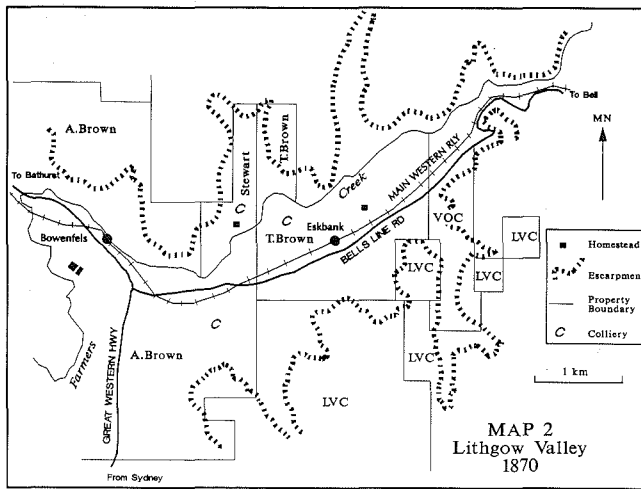 To Bell
A.Brown
T.Brown
Stewart
MN
To Bathurst
Creek
MAIN WESTERN RLY
C
C
Eskbank
Bowenfels
T.Brown
BELLS LINE RD
VOC
LVC
LVC
LVC
Homestead
Escarpment
Property
Boundary
C Colliery
C
LVC
A.Brown
Farmers
GREAT WESTERN HWY
LVC
1 km
MAP 2
Lithgow Valley
1870
From Sydney